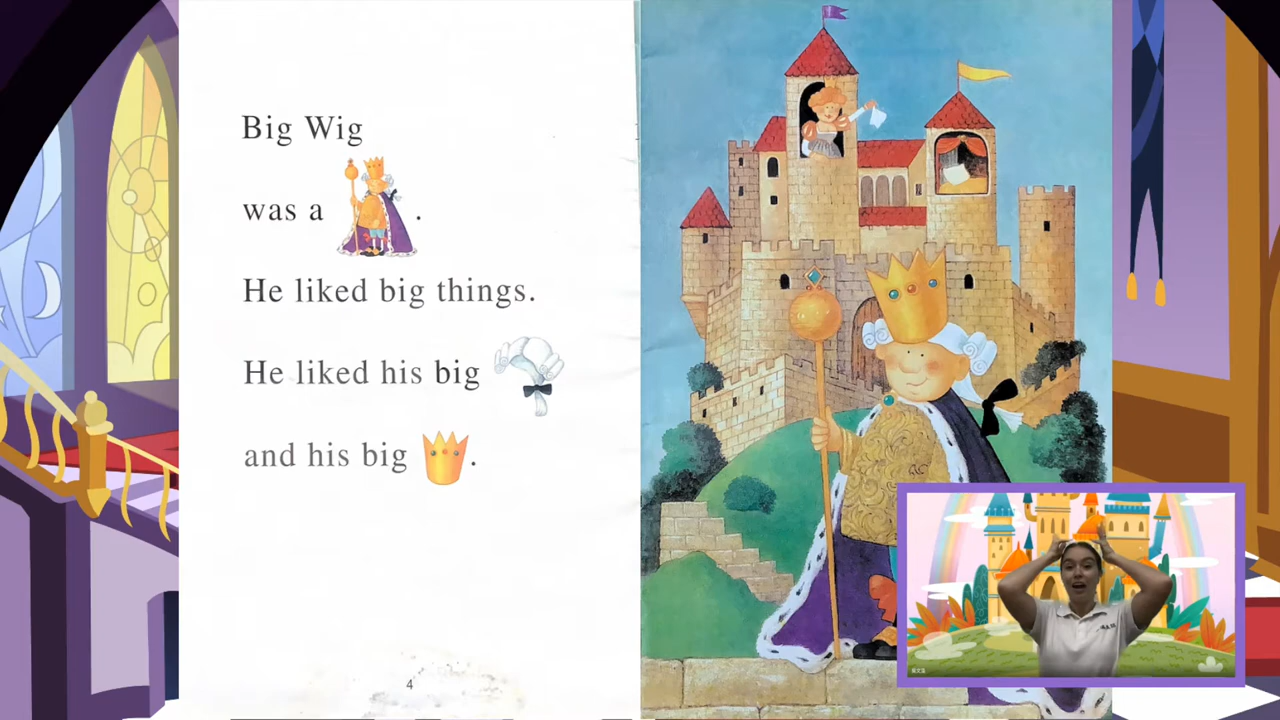 Big Wig
was a .
He liked big things.
He liked his big
and his big .
4